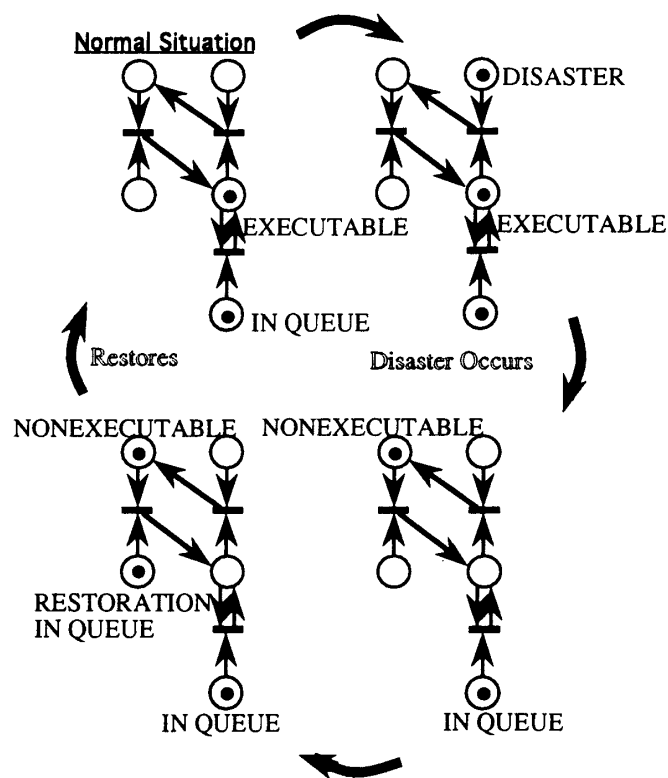 Normal Situation
DISASTER
EXECUTABLE
EXECUTABLE
IN QUEUE
Restores
Disaster Occurs
NONEXECUTABLE
NONEXECUTABLE
RESTORATION
IN QUEUE
IN QUEUE
IN QUEUE